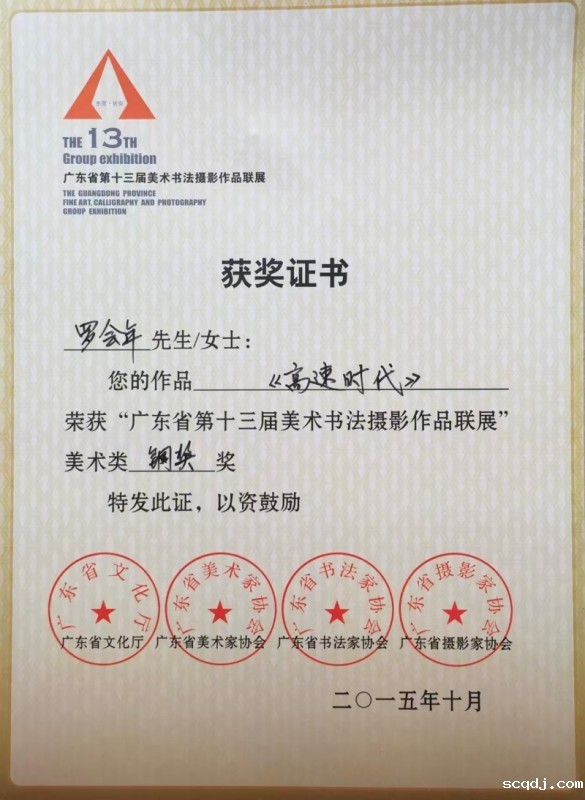 THE 13TH
Group exhibition
广东省第十三届美术书法摄影作品联展
THE GUANGDONG PROVINCE
FINE ART, CALLIGRAPHY AND PHOTOGRAPHY
GROUP EXHIBITION
获奖证书
罗会年 先生/女士：
您的作品 《高速时代》
荣获“广东省第十三届美术书法摄影作品联展”
美术类 铜奖 奖
特发此证，以资鼓励
广东省文化厅 广东省美术家协会 广东省书法家协会 广东省摄影家协会
广东省文化厅 广东省美术家协会 广东省书法家协会 广东省摄影家协会
二〇一五年十月
scqdj.com